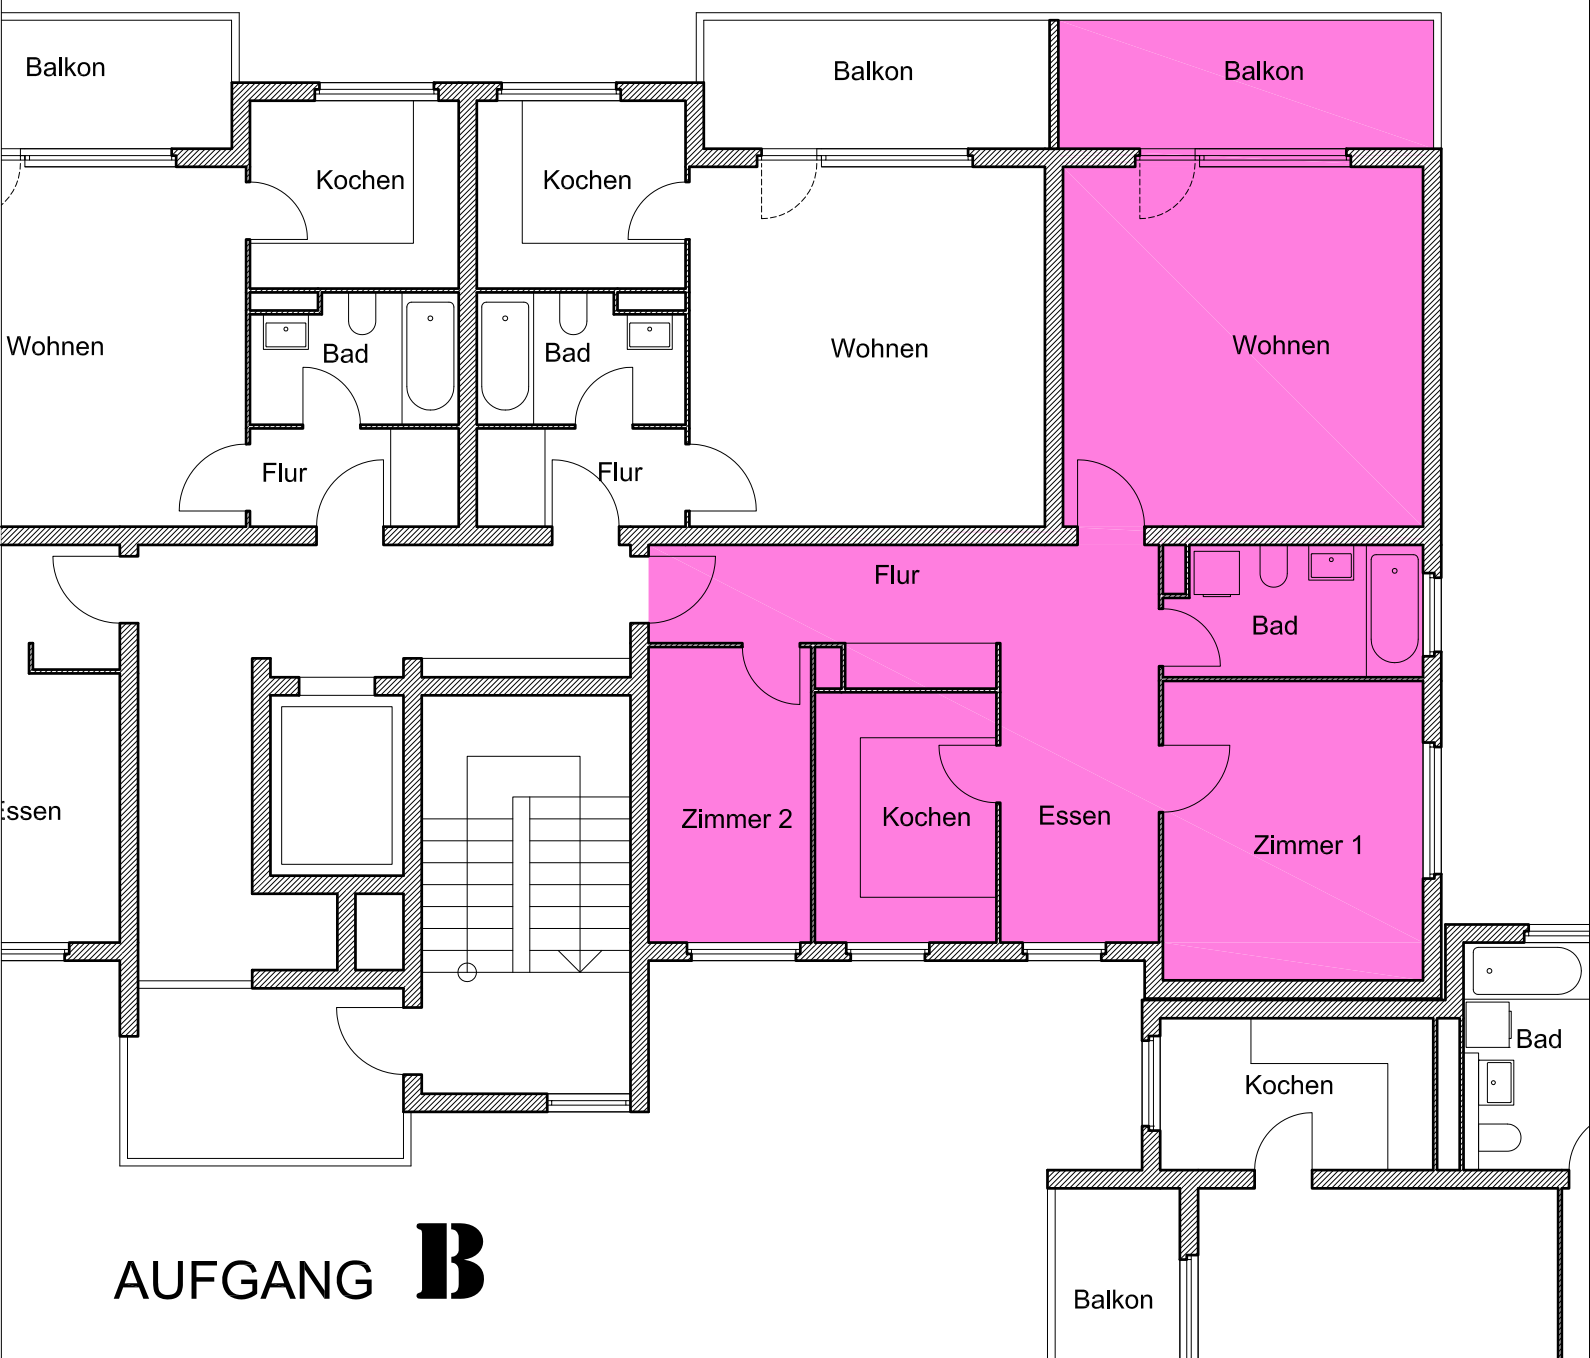 Balkon
Balkon
Balkon
Kochen
Kochen
Wohnen
Bad
Bad
Wohnen
Wohnen
Flur
Flur
Flur
Bad
Essen
Zimmer 2
Kochen
Essen
Zimmer 1
Bad
Kochen
AUFGANG B
Balkon